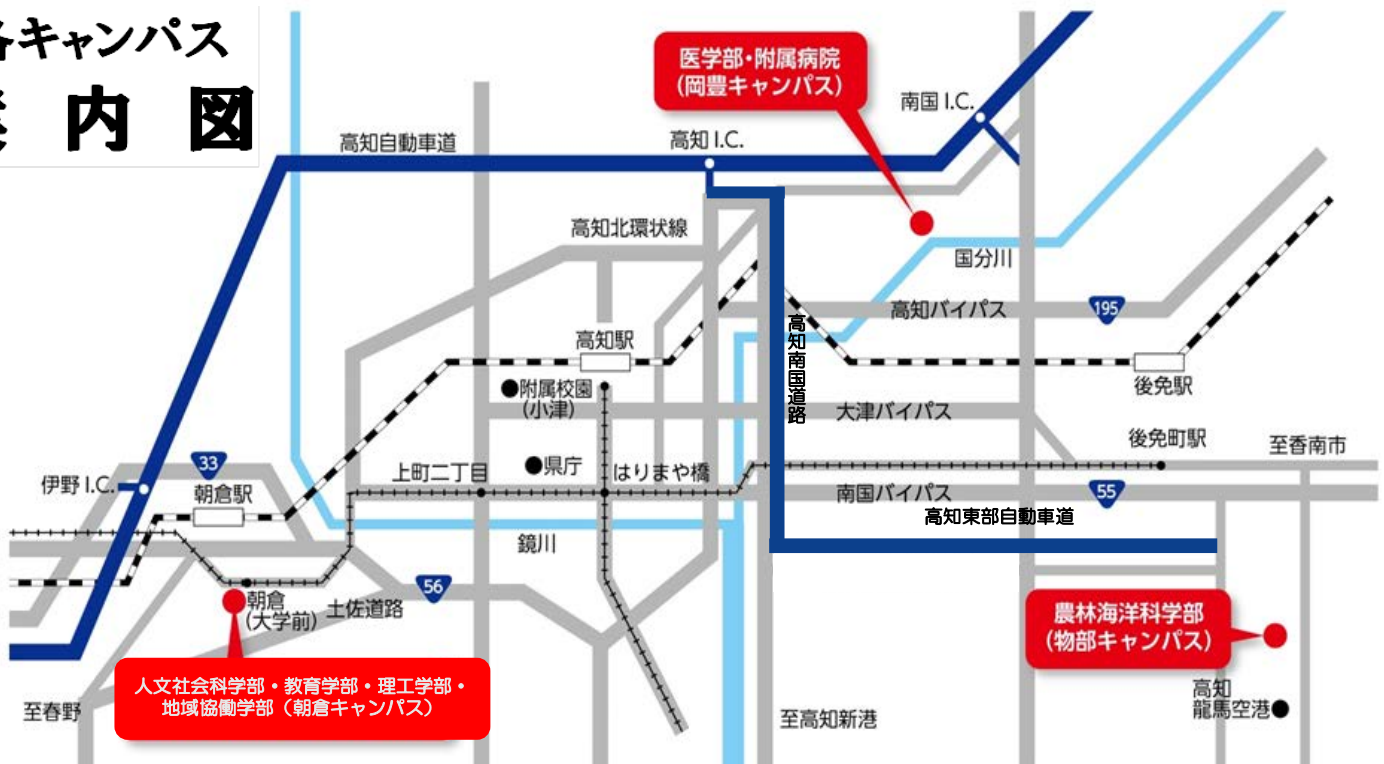 各キャンパス
案 内 図
医学部・附属病院
(岡豊キャンパス)
南国 I.C.
高知自動車道
高知 I.C.
高知北環状線
国分川
高知バイパス
195
高知南国道路
高知駅
附属校園
(小津)
後免駅
大津バイパス
後免町駅
至香南市
33
伊野 I.C.
朝倉駅
上町二丁目
県庁
はりまや橋
南国バイパス
55
高知東部自動車道
鏡川
56
朝倉
(大学前)
土佐道路
農林海洋科学部
(物部キャンパス)
人文社会科学部・教育学部・理工学部・
地域協働学部（朝倉キャンパス）
至春野
至高知新港
高知
龍馬空港